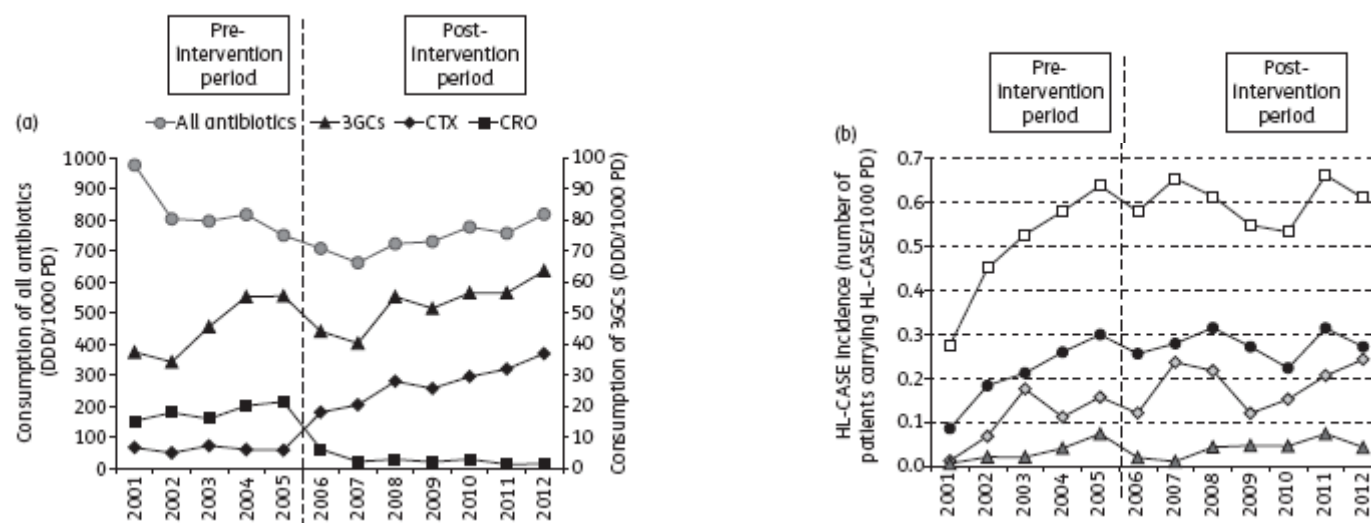 Pre-
intervention
period
Post-
intervention
period
(a)
All antibiotics
3GCs
CTX
CRO
Consumption of all antibiotics
(DDD/1000 PD)
1000
900
800
700
600
500
400
300
200
100
0
100
90
80
70
60
50
40
30
20
10
0
Consumption of 3GCs (DDD/1000 PD)
2001
2002
2003
2004
2005
2006
2007
2008
2009
2010
2011
2012
Pre-
intervention
period
Post-
intervention
period
(b)
HL-CASE incidence (number of
patients carrying HL-CASE/1000 PD)
0.7
0.6
0.5
0.4
0.3
0.2
0.1
0.0
2001
2002
2003
2004
2005
2006
2007
2008
2009
2010
2011
2012